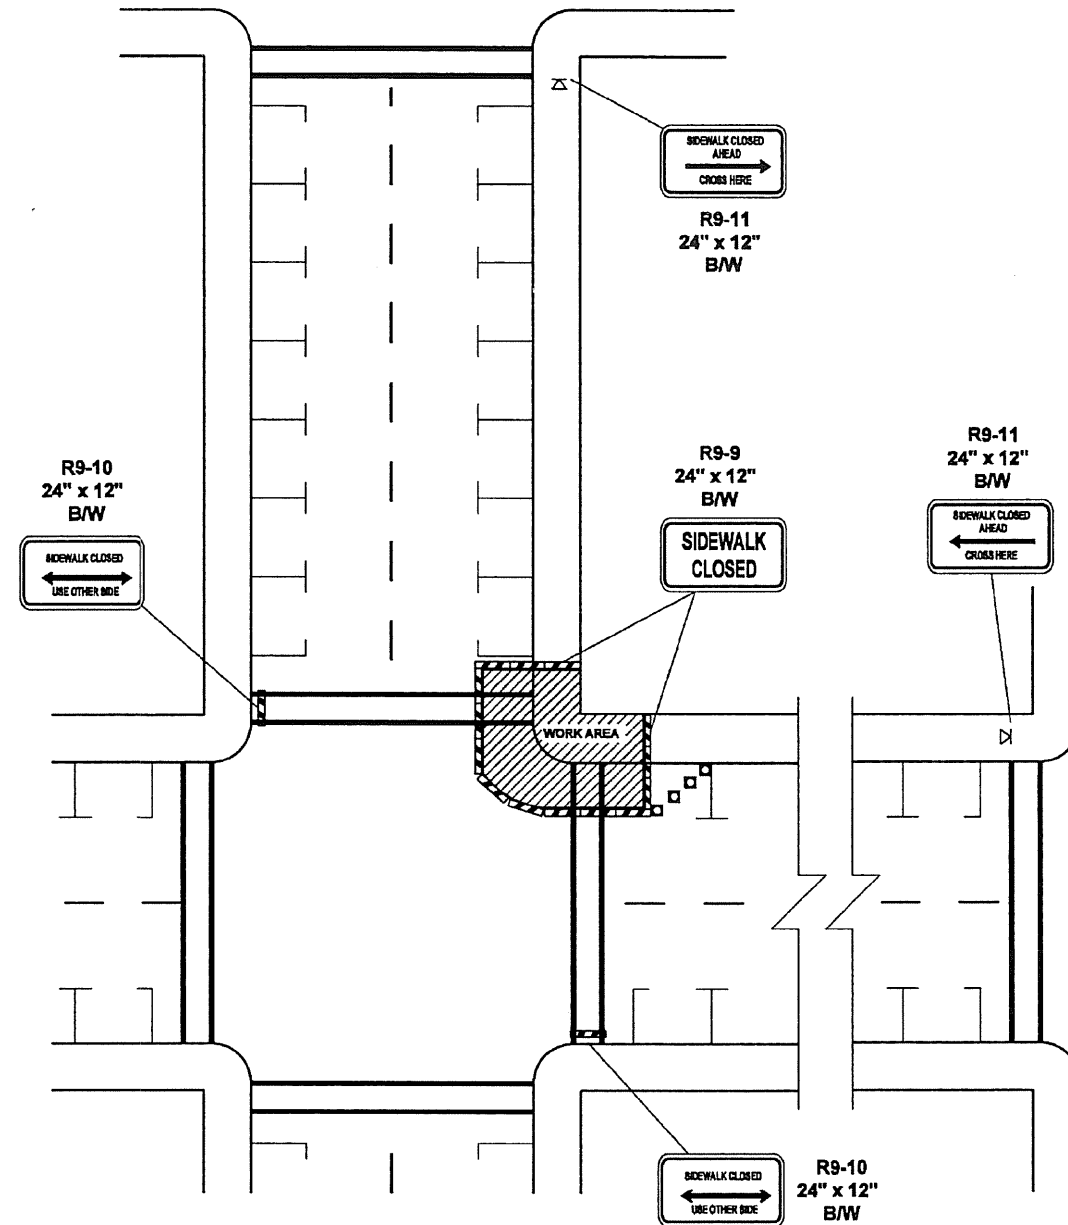 SIDEWALK CLOSED
AHEAD
CROSS HERE
R9-11
24" x 12"
B/W
R9-10
24" x 12"
B/W
SIDEWALK CLOSED
USE OTHER SIDE
R9-9
24" x 12"
B/W
SIDEWALK
CLOSED
R9-11
24" x 12"
B/W
SIDEWALK CLOSED
AHEAD
CROSS HERE
WORK AREA
SIDEWALK CLOSED
USE OTHER SIDE
R9-10
24" x 12"
B/W